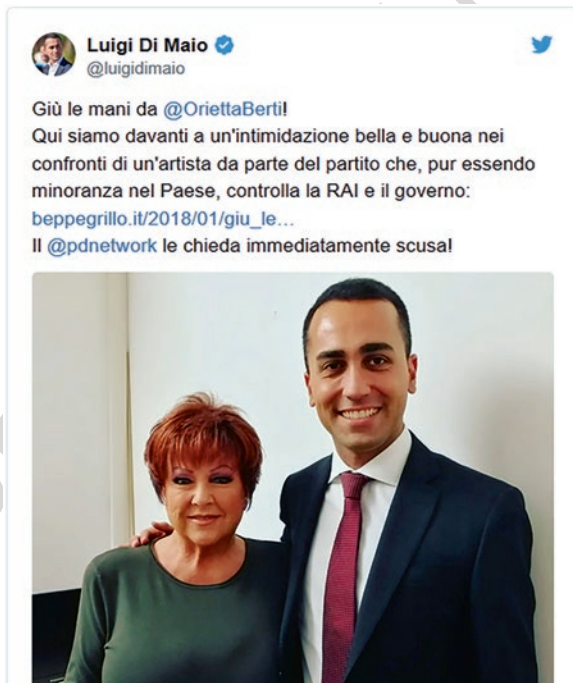 Luigi Di Maio
@luigidimaio
Giù le mani da @OriettaBerti!
Qui siamo davanti a un'intimidazione bella e buona nei
confronti di un'artista da parte del partito che, pur essendo
minoranza nel Paese, controlla la RAI e il governo:
beppegrillo.it/2018/01/giu_le…
Il @pdnetwork le chieda immediatamente scusa!